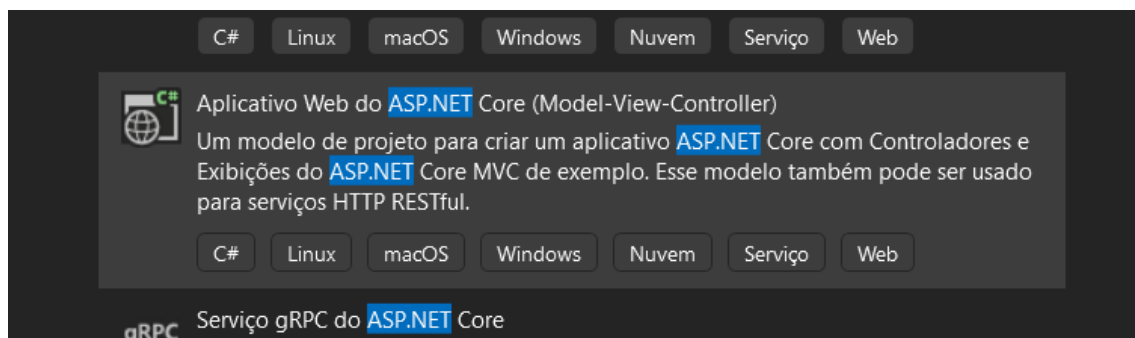 C# Linux macOS Windows Nuvem Serviço Web
C#
Aplicativo Web do ASP.NET Core (Model-View-Controller)
Um modelo de projeto para criar um aplicativo ASP.NET Core com Controladores e
Exibições do ASP.NET Core MVC de exemplo. Esse modelo também pode ser usado
para serviços HTTP RESTful.
C# Linux macOS Windows Nuvem Serviço Web
gRPC
Serviço gRPC do ASP.NET Core